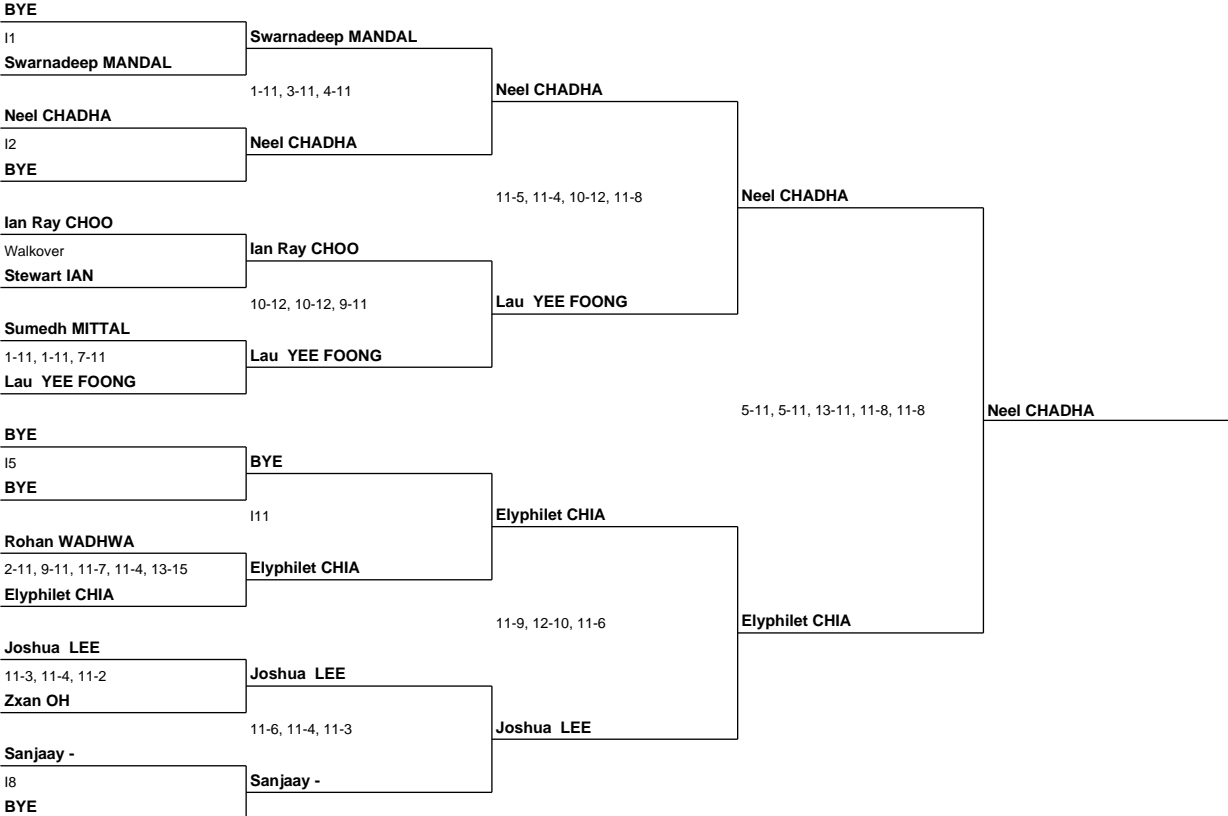 BYE
I1
Swarnadeep MANDAL
Neel CHADHA
I2
BYE
Ian Ray CHOO
Walkover
Stewart IAN
Sumedh MITTAL
1-11, 1-11, 7-11
Lau  YEE FOONG
BYE
I5
BYE
Rohan WADHWA
2-11, 9-11, 11-7, 11-4, 13-15
Elyphilet CHIA
Joshua  LEE
11-3, 11-4, 11-2
Zxan OH
Sanjaay -
I8
BYE
Swarnadeep MANDAL
1-11, 3-11, 4-11
Neel CHADHA
Ian Ray CHOO
10-12, 10-12, 9-11
Lau  YEE FOONG
BYE
I11
Elyphilet CHIA
Joshua  LEE
11-6, 11-4, 11-3
Sanjaay -
Neel CHADHA
11-5, 11-4, 10-12, 11-8
Lau  YEE FOONG
Elyphilet CHIA
11-9, 12-10, 11-6
Joshua  LEE
Neel CHADHA
5-11, 5-11, 13-11, 11-8, 11-8
Elyphilet CHIA
Neel CHADHA